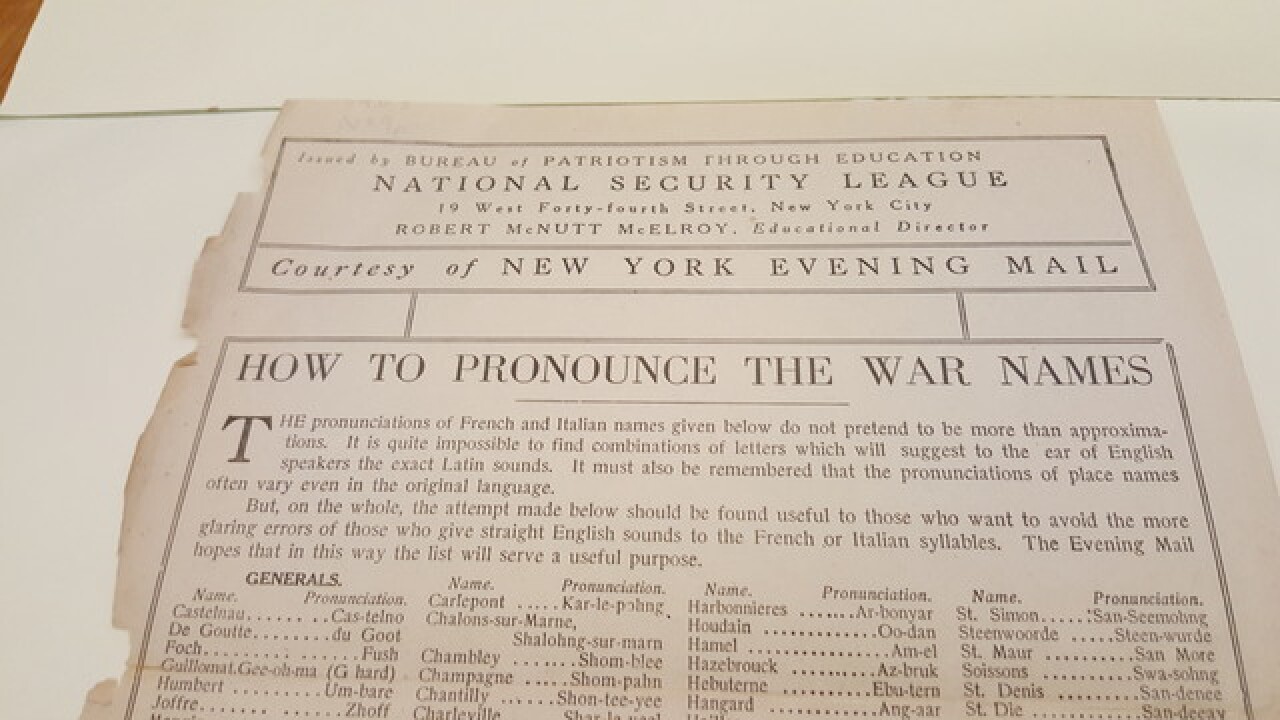 Issued by BUREAU of PATRIOTISM THROUGH EDUCATION
NATIONAL SECURITY LEAGUE
19 West Forty-fourth Street, New York City
ROBERT McNUTT McELROY, Educational Director
Courtesy of NEW YORK EVENING MAIL
HOW TO PRONOUNCE THE WAR NAMES
THE pronunciations of French and Italian names given below do not pretend to be more than approxima-
tions. It is quite impossible to find combinations of letters which will suggest to the ear of English
speakers the exact Latin sounds. It must also be remembered that the pronunciations of place names
often vary even in the original language.
But, on the whole, the attempt made below should be found useful to those who want to avoid the more
glaring errors of those who give straight English sounds to the French or Italian syllables. The Evening Mail
hopes that in this way the list will serve a useful purpose.
GENERALS.
Name. Pronunciation.
Castelnau........Cas-telno
De Goutte........du Goot
Foch..............Fush
Guillomat.Gee-oh-ma (G hard)
Humbert .........Um-bare
Joffre..............Zhoff
Name. Pronunciation.
Carlepont .....Kar-le-pohng
Chalons-sur-Marne,
Shalohng-sur-marn
Chambley .......Shom-blee
Champagne ......Shom-pahn
Chantilly .....Shon-tee-yee
Charleville
Name. Pronunciation.
Harbonnieres .......Ar-bonyar
Houdain .............Oo-dan
Hamel ................Am-el
Hazebrouck .........Az-bruk
Hebuterne .........Ebu-tern
Hangard ..........Ang-aar
Name. Pronunciation.
St. Simon......San-Seemohng
Steenwoorde .....Steen-wurde
St. Maur ..........San More
Soissons .........Swa-sohng
St. Denis .........San-denee
St. Die .........San-deeay